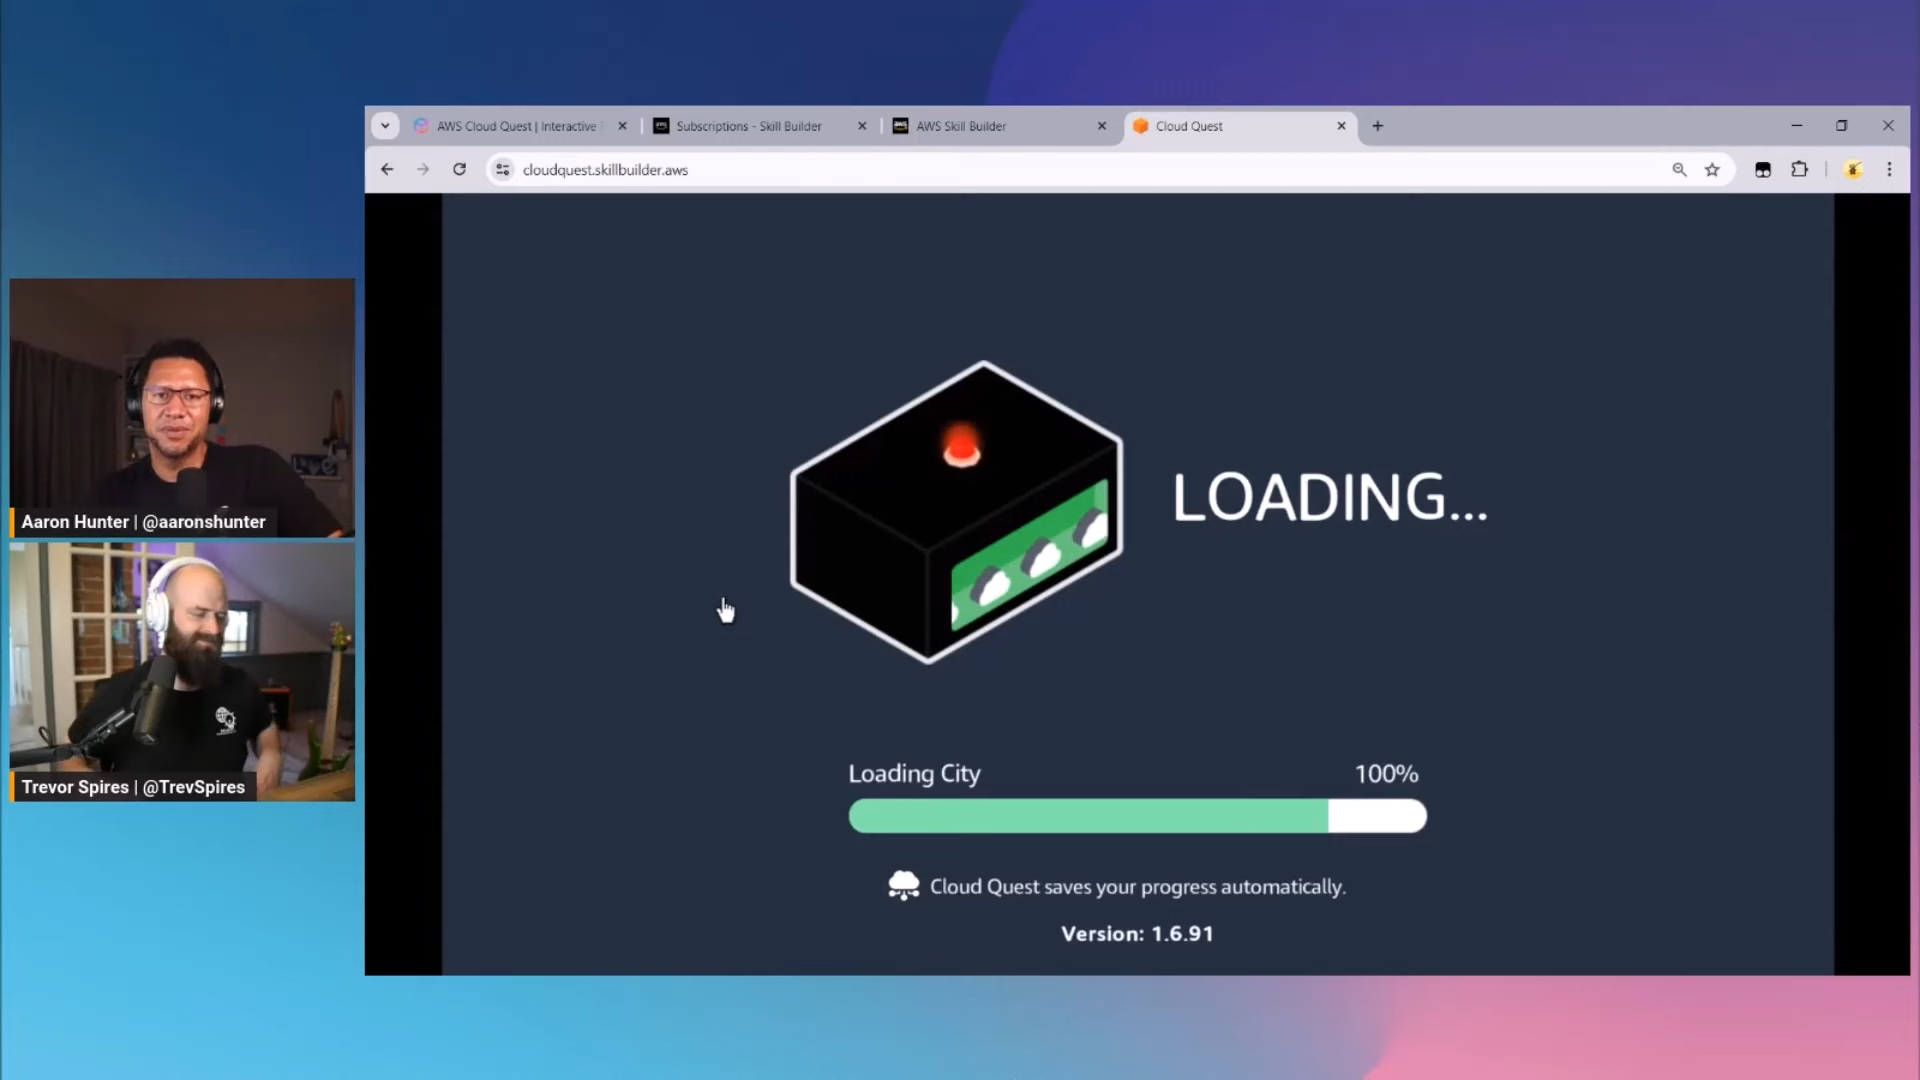 AWS Cloud Quest | Interactive
Subscriptions - Skill Builder
AWS Skill Builder
Cloud Quest
cloudquest.skillbuilder.aws
LOADING...
Aaron Hunter | @aaronshunter
Trevor Spires | @TrevSpires
Loading City 100%
Cloud Quest saves your progress automatically.
Version: 1.6.91